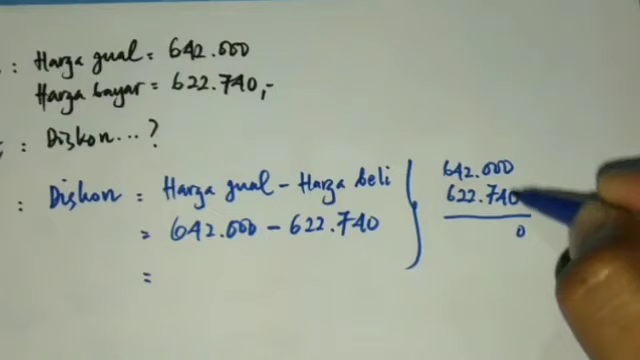 : Harga jual = 642.000
Harga bayar = 622.740,-
: Diskon...?
: Diskon = Harga jual - Harga beli
= 642.000 - 622.740
=
642.000
622.740
0